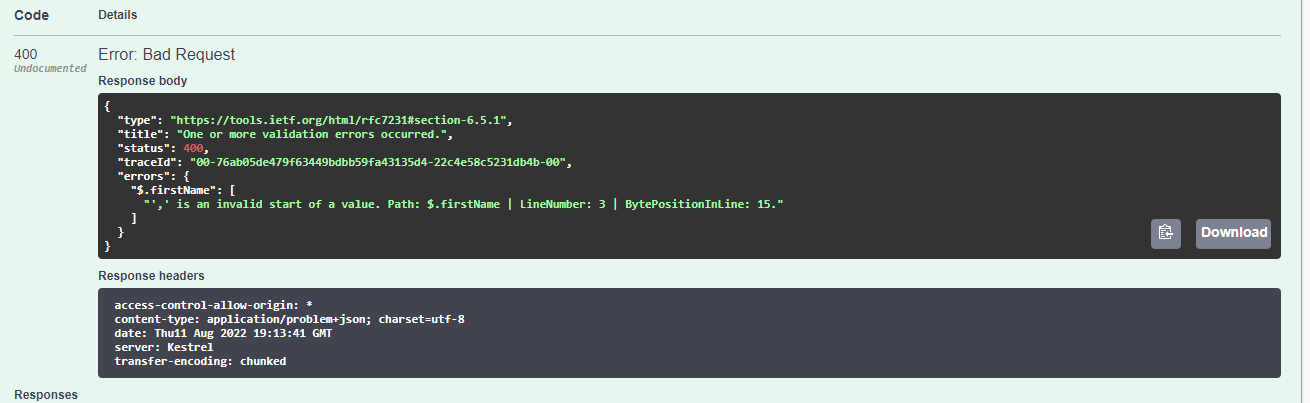 Code Details
400 Error: Bad Request
Undocumented
Response body
{
  "type": "https://tools.ietf.org/html/rfc7231#section-6.5.1",
  "title": "One or more validation errors occurred.",
  "status": 400,
  "traceId": "00-76ab05de479f63449bdbb59fa43135d4-22c4e58c5231db4b-00",
  "errors": {
    "$.firstName": [
      "',' is an invalid start of a value. Path: $.firstName | LineNumber: 3 | BytePositionInLine: 15."
    ]
  }
}
Download
Response headers
access-control-allow-origin: *
content-type: application/problem+json; charset=utf-8
date: Thu11 Aug 2022 19:13:41 GMT
server: Kestrel
transfer-encoding: chunked
Responses